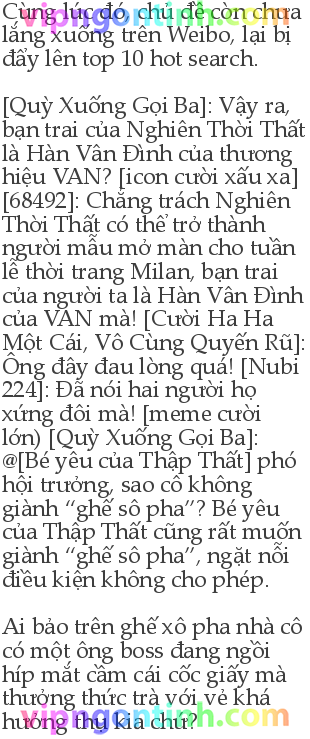 Cùng lúc đó, chủ đề còn chưa
lắng xuống trên Weibo, lại bị
đẩy lên top 10 hot search.
[Quỳ Xuống Gọi Ba]: Vậy ra,
bạn trai của Nghiên Thời Thất
là Hàn Vân Đình của thương
hiệu VAN? [icon cười xấu xa]
[68492]: Chẳng trách Nghiên
Thời Thất có thể trở thành
người mẫu mở màn cho tuần
lễ thời trang Milan, bạn trai
của người ta là Hàn Vân Đình
của VAN mà! [Cười Ha Ha
Một Cái, Vô Cùng Quyến Rũ]:
Ông đây đau lòng quá! [Nubi
224]: Đã nói hai người họ
xứng đôi mà! [meme cười
lớn) [Quỳ Xuống Gọi Ba]:
@[Bé yêu của Thập Thất] phó
hội trưởng, sao cô không
giành “ghế sô pha”? Bé yêu
của Thập Thất cũng rất muốn
giành “ghế sô pha”, ngặt nỗi
điều kiện không cho phép.
Ai bảo trên ghế xô pha nhà cô
có một ông boss đang ngồi
híp mắt cầm cái cốc giấy mà
thưởng thức trà với vẻ khá
hưởng thụ kia chứ?
vipngontinh.com
vipngontinh.com